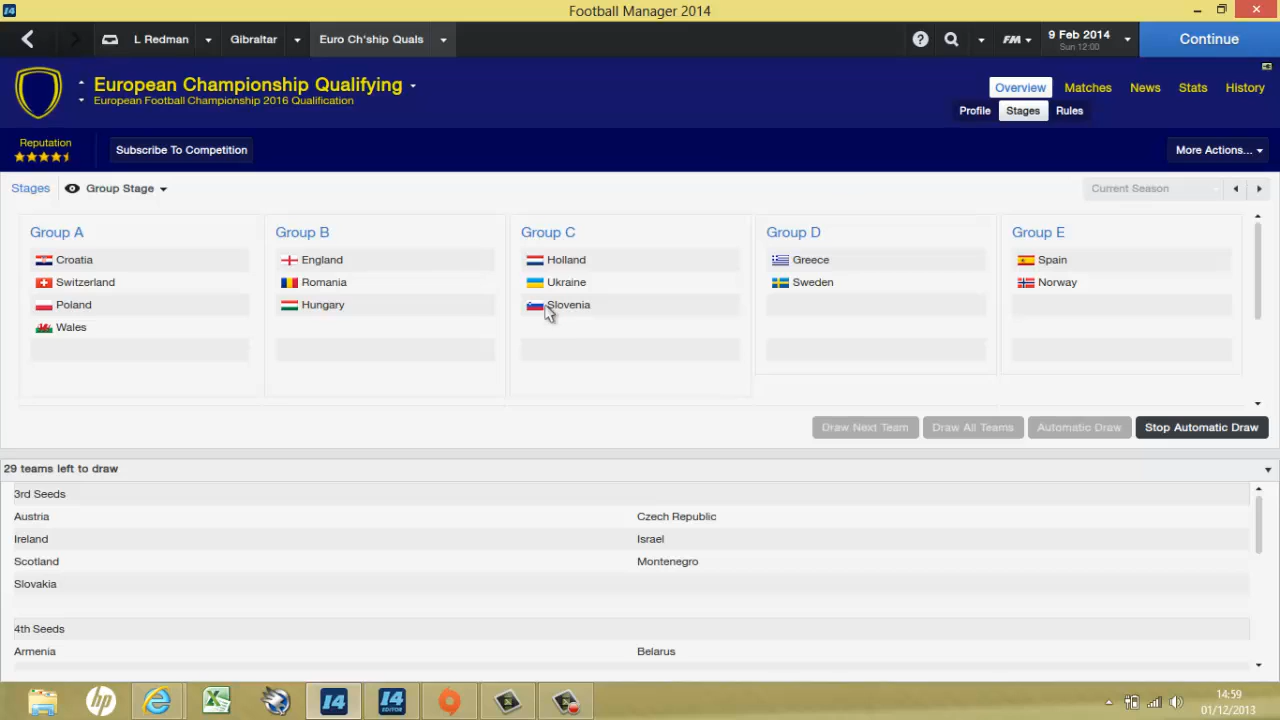 Football Manager 2014
L Redman
Gibraltar
Euro Ch'ship Quals
FM
9 Feb 2014
Sun 12:00
Continue
European Championship Qualifying
European Football Championship 2016 Qualification
Overview Matches News Stats History
Profile Stages Rules
Reputation
Subscribe To Competition
More Actions...
Stages
Group Stage
Current Season
Group A
Croatia
Switzerland
Poland
Wales
Group B
England
Romania
Hungary
Group C
Holland
Ukraine
Slovenia
Group D
Greece
Sweden
Group E
Spain
Norway
Draw Next Team
Draw All Teams
Automatic Draw
Stop Automatic Draw
29 teams left to draw
3rd Seeds
Austria Czech Republic
Ireland Israel
Scotland Montenegro
Slovakia
4th Seeds
Armenia Belarus
hp
14
14
EDITOR
14:59
01/12/2013